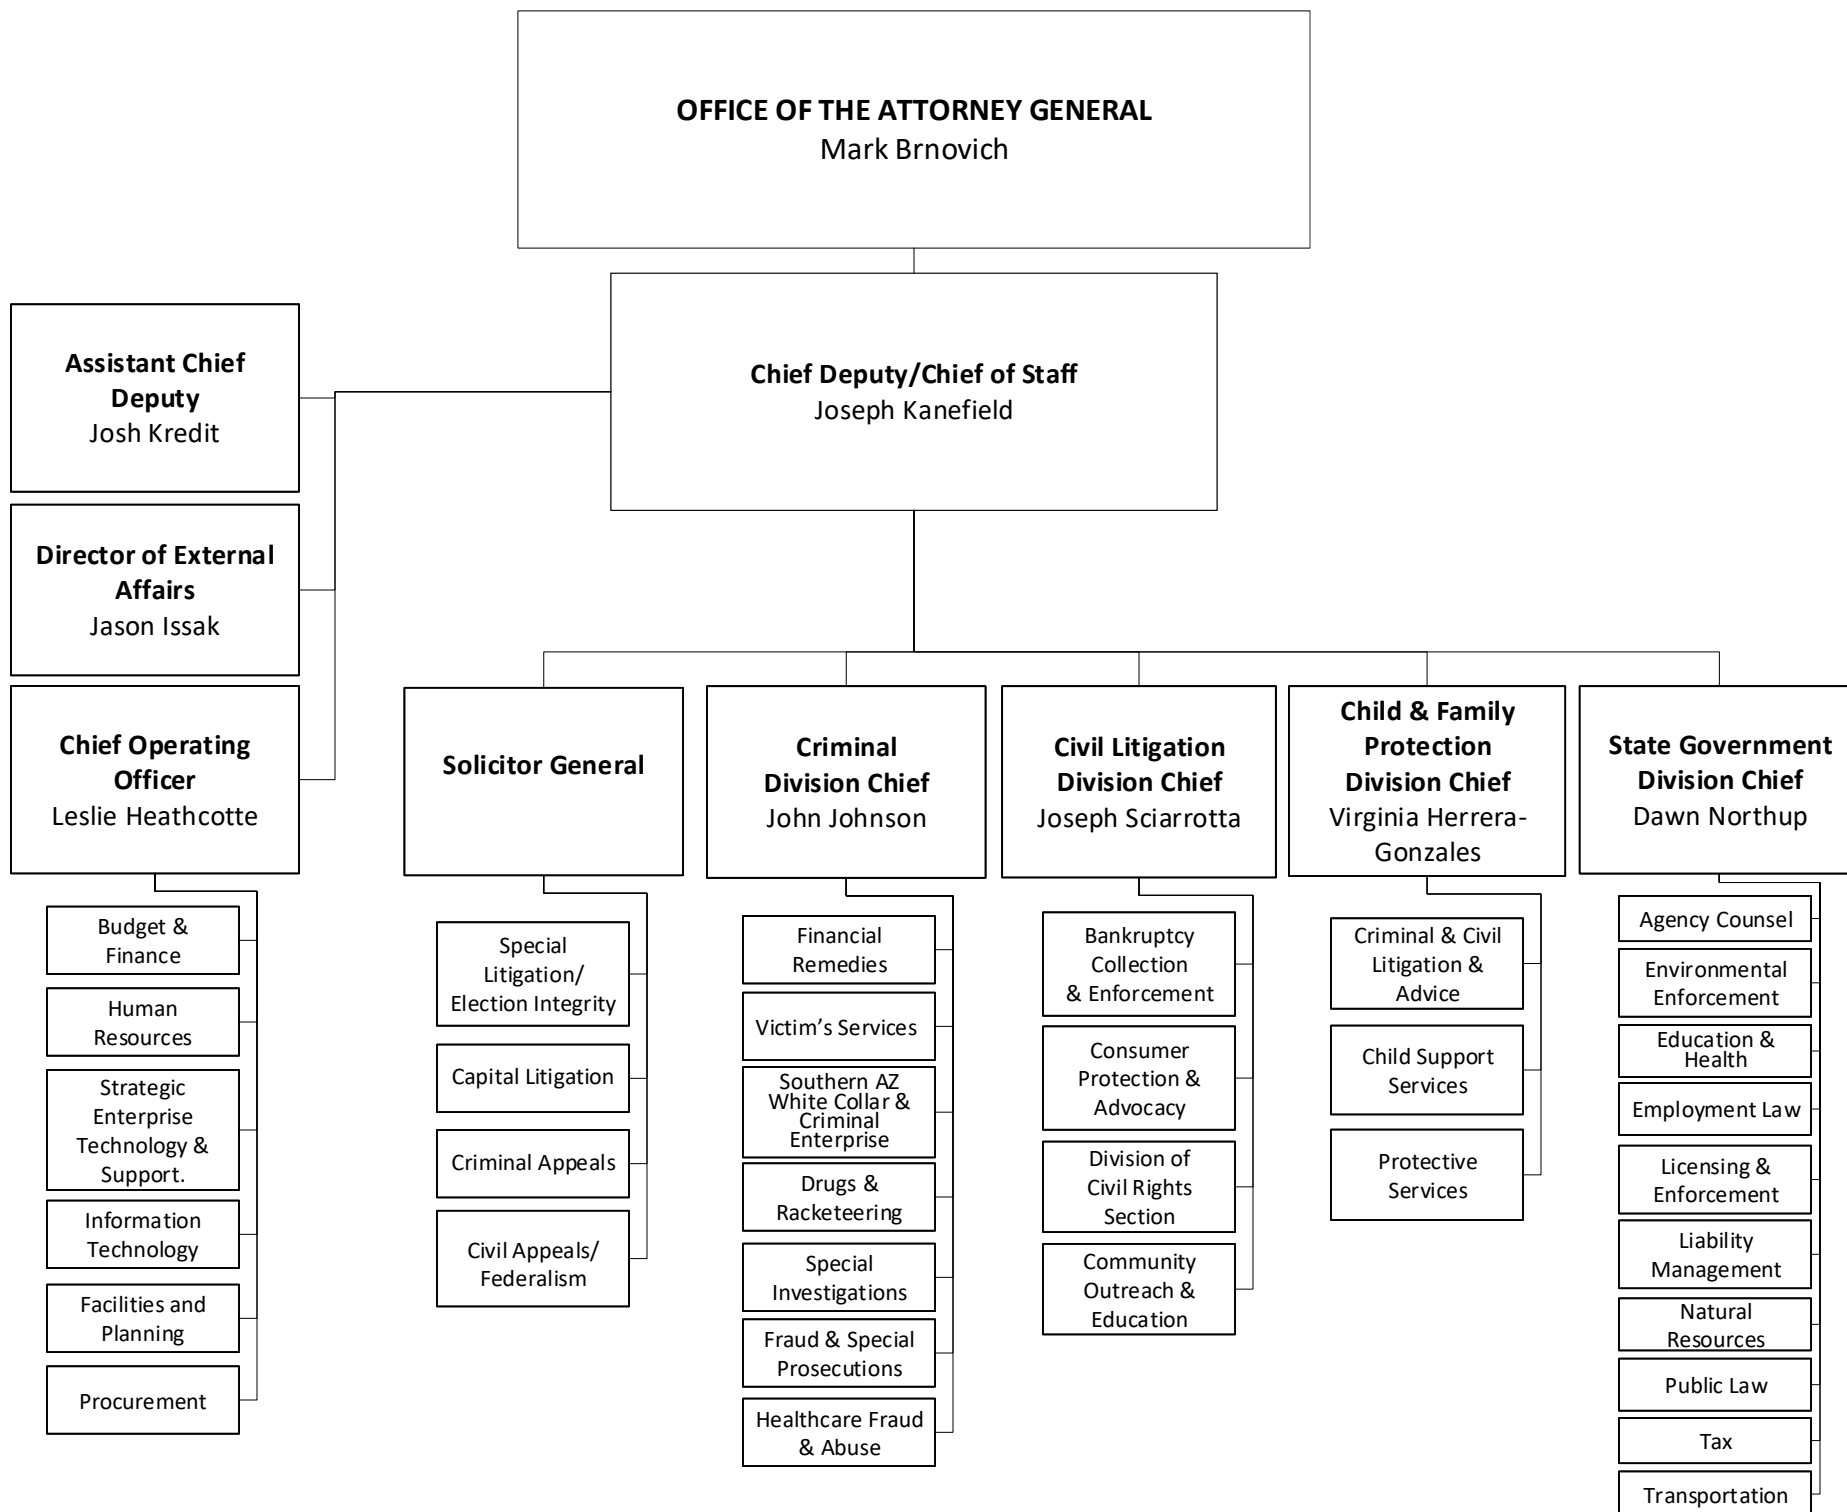 OFFICE OF THE ATTORNEY GENERAL
Mark Brnovich
Chief Deputy/Chief of Staff
Joseph Kanefield
Assistant Chief
Deputy
Josh Kredit
Director of External
Affairs
Jason Issak
Chief Operating
Officer
Leslie Heathcotte
Budget &
Finance
Human
Resources
Strategic
Enterprise
Technology &
Support.
Information
Technology
Facilities and
Planning
Procurement
Solicitor General
Special
Litigation/
Election Integrity
Capital Litigation
Criminal Appeals
Civil Appeals/
Federalism
Criminal
Division Chief
John Johnson
Financial
Remedies
Victim’s Services
Southern AZ
White Collar &
Criminal
Enterprise
Drugs &
Racketeering
Special
Investigations
Fraud & Special
Prosecutions
Healthcare Fraud
& Abuse
Civil Litigation
Division Chief
Joseph Sciarrotta
Bankruptcy
Collection
& Enforcement
Consumer
Protection &
Advocacy
Division of
Civil Rights
Section
Community
Outreach &
Education
Child & Family
Protection
Division Chief
Virginia Herrera-
Gonzales
Criminal & Civil
Litigation &
Advice
Child Support
Services
Protective
Services
State Government
Division Chief
Dawn Northup
Agency Counsel
Environmental
Enforcement
Education &
Health
Employment Law
Licensing &
Enforcement
Liability
Management
Natural
Resources
Public Law
Tax
Transportation